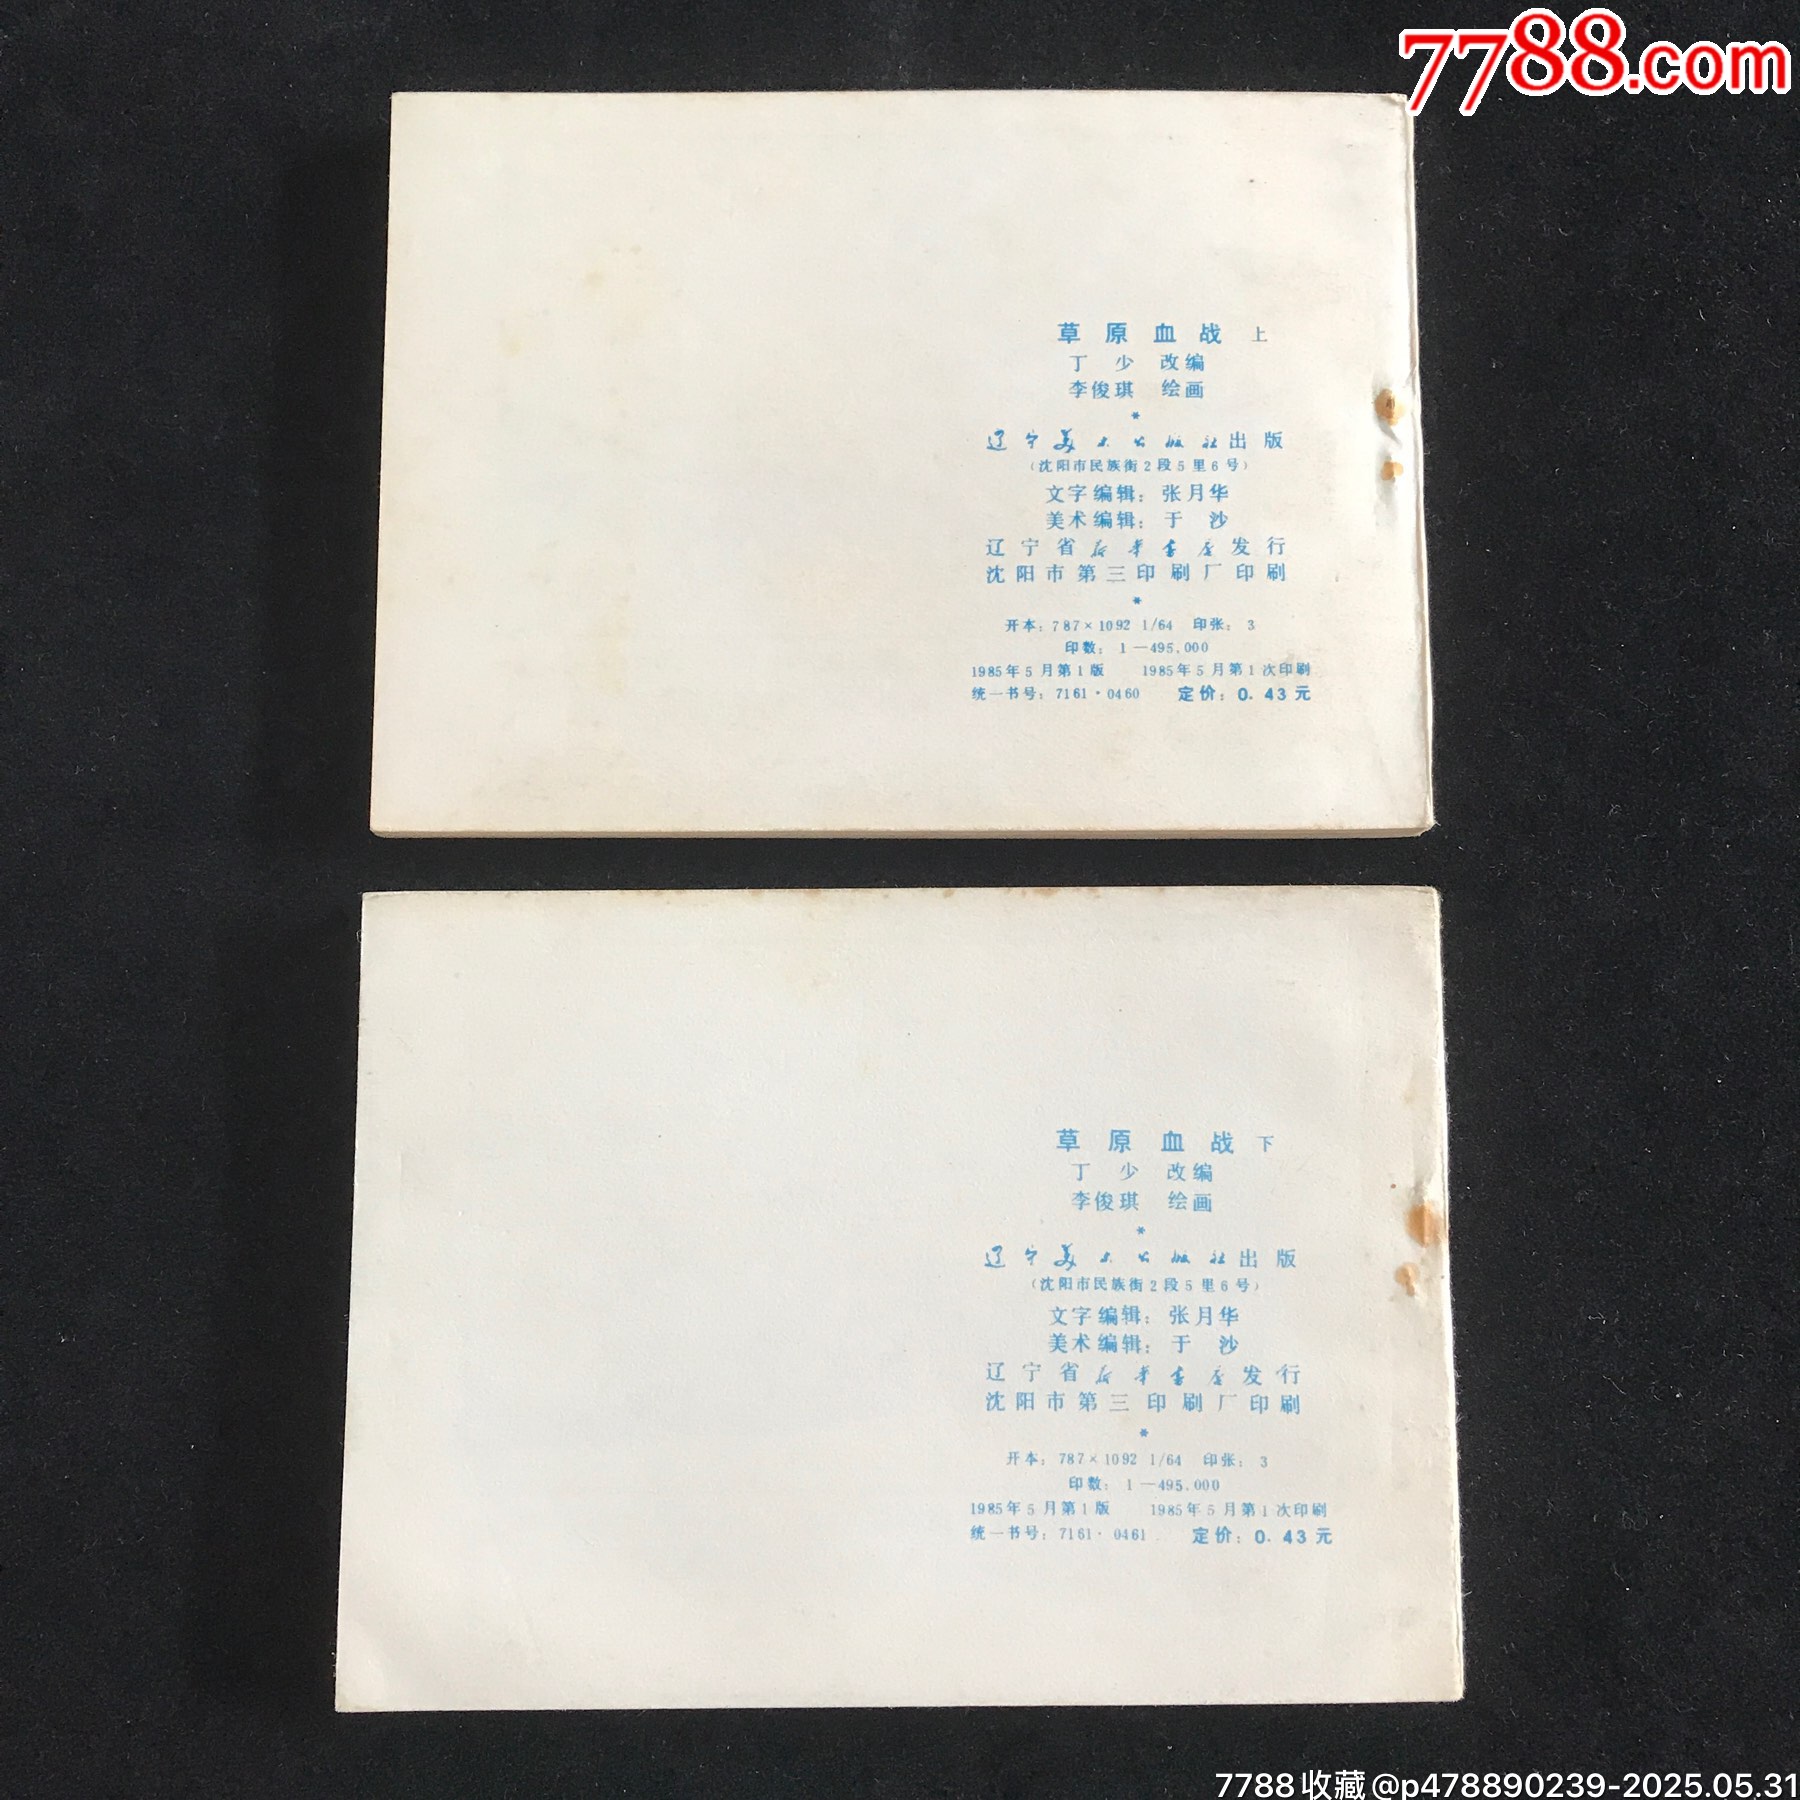 7788.com
草原血战 上
丁少 改编
李俊琪 绘画
*
辽宁美术出版社出版
(沈阳市民族街2段5里6号)
文字编辑：张月华
美术编辑：于 沙
辽宁省新华书店发行
沈阳市第三印刷厂印刷
*
开本：787×1092 1/64 印张：3
印数：1—495,000
1985年5月第1版 1985年5月第1次印刷
统一书号：7161·0460 定价：0.43元
草原血战 下
丁少 改编
李俊琪 绘画
*
辽宁美术出版社出版
(沈阳市民族街2段5里6号)
文字编辑：张月华
美术编辑：于 沙
辽宁省新华书店发行
沈阳市第三印刷厂印刷
*
开本：787×1092 1/64 印张：3
印数：1—495.000
1985年5月第1版 1985年5月第1次印刷
统一书号：7161·0461 定价：0.43元
7788收藏@p478890239-2025.05.31